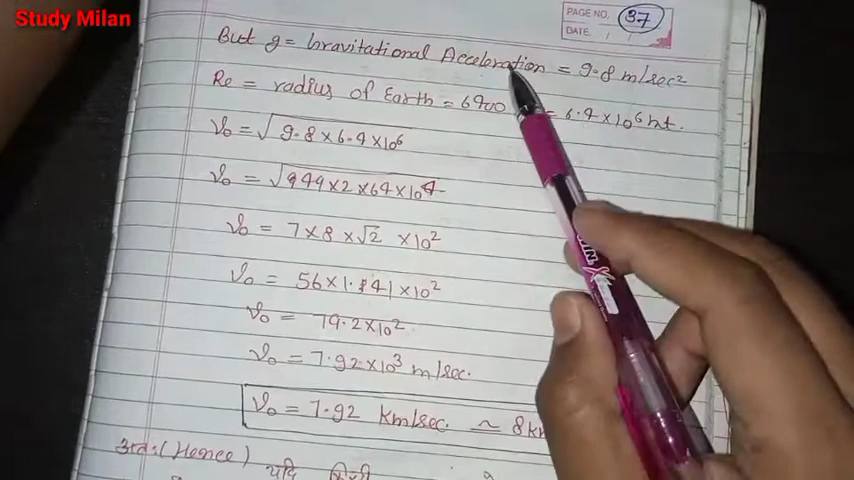 Study Milan
PAGE NO. 37
DATE: / /
But g = Gravitational Acceleration = 9.8 m/sec²
Re = radius of Earth = 6400 = 6.4 × 10⁶ mt.
v₀ = √9.8 × 6.4 × 10⁶
v₀ = √ 49 × 2 × 64 × 10⁴
v₀ = 7 × 8 × √2 × 10²
v₀ = 56 × 1.41 × 10²
v₀ = 79.2 × 10²
v₀ = 7.92 × 10³ m/sec.
v₀ = 7.92 Km/sec. ~ 8 k
अतः (Hence) यदि किसी